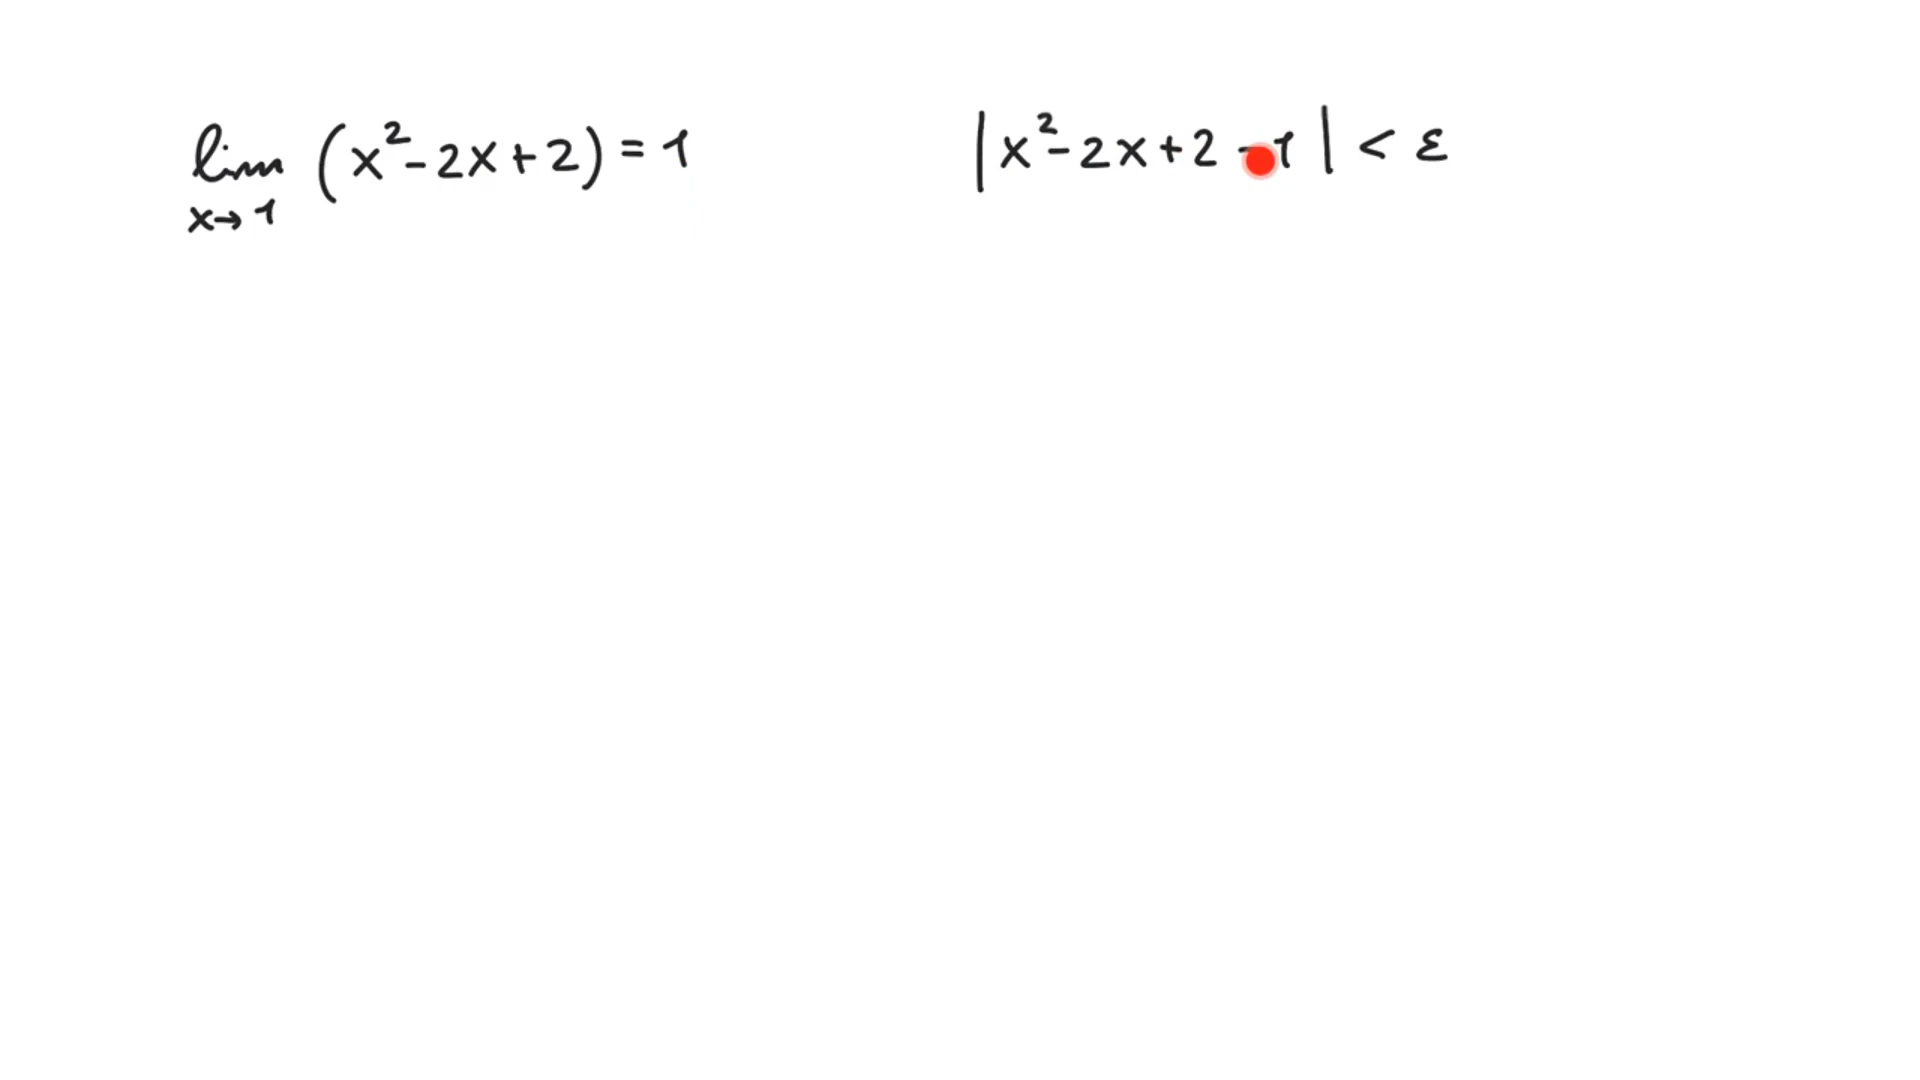 lim (x²-2x+2) = 1
x→1
|x²-2x+2-1| < ε